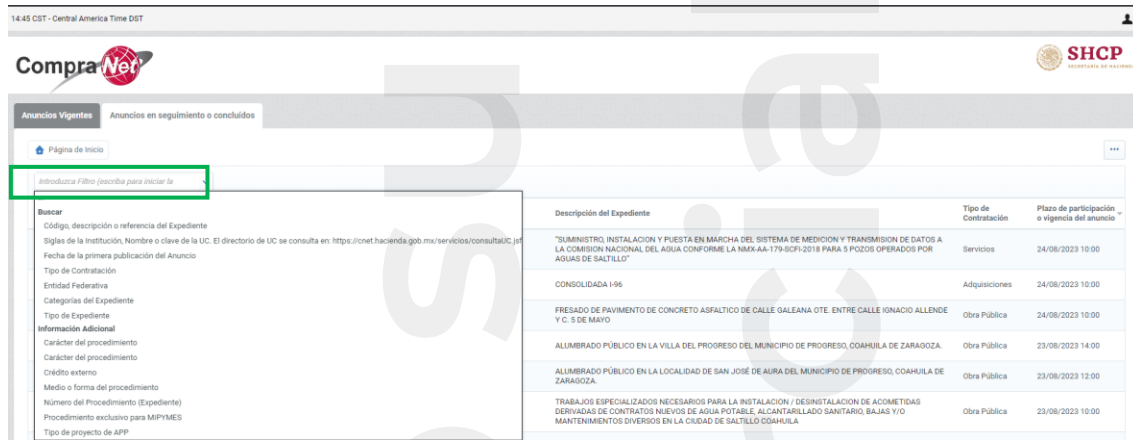 14:45 CST - Central America Time DST
CompraNet
SHCP
SECRETARÍA DE HACIENDA
Anuncios Vigentes
Anuncios en seguimiento o concluídos
Página de Inicio
...
Introduzca Filtro (escriba para iniciar la
Buscar
Código, descripción o referencia del Expediente
Siglas de la Institución, Nombre o clave de la UC. El directorio de UC se consulta en: https://cnet.hacienda.gob.mx/servicios/consultaUC.jsf
Fecha de la primera publicación del Anuncio
Tipo de Contratación
Entidad Federativa
Categorías del Expediente
Tipo de Expediente
Información Adicional
Carácter del procedimiento
Carácter del procedimiento
Crédito externo
Medio o forma del procedimiento
Número del Procedimiento (Expediente)
Procedimiento exclusivo para MIPYMES
Tipo de proyecto de APP
Descripción del Expediente
Tipo de
Contratación
Plazo de participación
o vigencia del anuncio
"SUMINISTRO, INSTALACION Y PUESTA EN MARCHA DEL SISTEMA DE MEDICION Y TRANSMISION DE DATOS A
LA COMISION NACIONAL DEL AGUA CONFORME LA NMX-AA-179-SCFI-2018 PARA 5 POZOS OPERADOS POR
AGUAS DE SALTILLO"
Servicios
24/08/2023 10:00
CONSOLIDADA I-96
Adquisiciones
24/08/2023 10:00
FRESADO DE PAVIMENTO DE CONCRETO ASFALTICO DE CALLE GALEANA OTE. ENTRE CALLE IGNACIO ALLENDE
Y C. 5 DE MAYO
Obra Pública
24/08/2023 10:00
ALUMBRADO PÚBLICO EN LA VILLA DEL PROGRESO DEL MUNICIPIO DE PROGRESO, COAHUILA DE ZARAGOZA.
Obra Pública
23/08/2023 14:00
ALUMBRADO PÚBLICO EN LA LOCALIDAD DE SAN JOSÉ DE AURA DEL MUNICIPIO DE PROGRESO, COAHUILA DE
ZARAGOZA.
Obra Pública
23/08/2023 12:00
TRABAJOS ESPECIALIZADOS NECESARIOS PARA LA INSTALACION / DESINSTALACION DE ACOMETIDAS
DERIVADAS DE CONTRATOS NUEVOS DE AGUA POTABLE, ALCANTARILLADO SANITARIO, BAJAS Y/O
MANTENIMIENTOS DIVERSOS EN LA CIUDAD DE SALTILLO COAHUILA
Obra Pública
23/08/2023 10:00